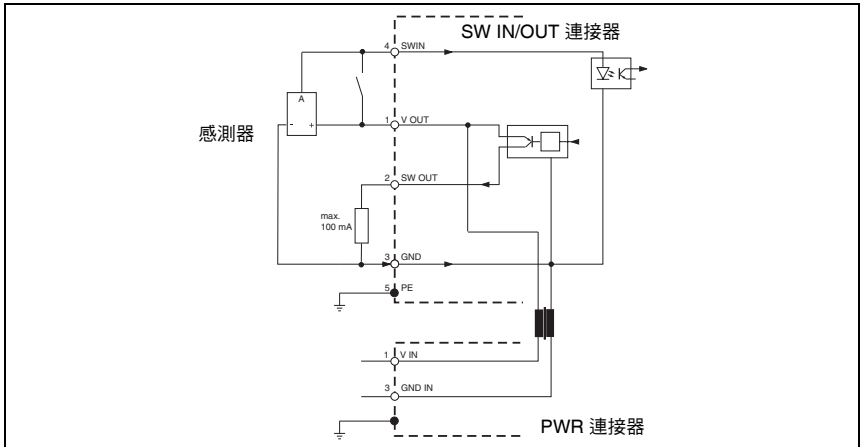 SW IN/OUT 連接器
4 SWIN
A
- +
感測器
1 V OUT
2 SW OUT
max.
100 mA
3 GND
5 PE
1 V IN
3 GND IN
PWR 連接器